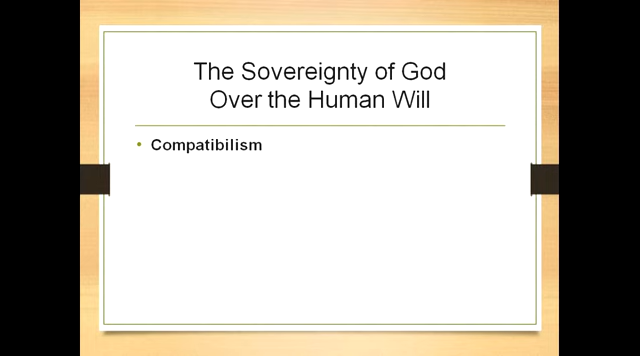 The Sovereignty of God
Over the Human Will
• Compatibilism